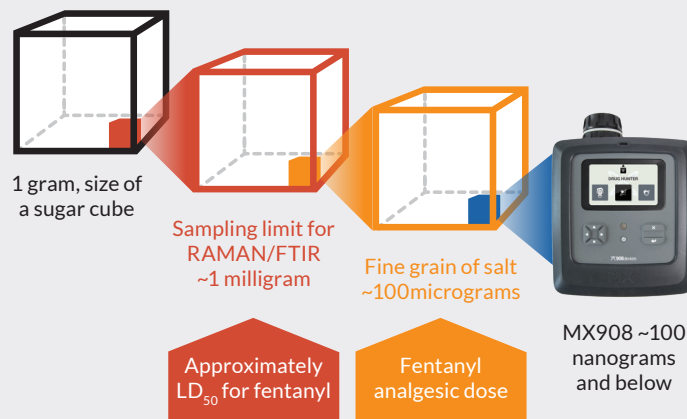 1 gram, size of
a sugar cube
Sampling limit for
RAMAN/FTIR
~1 milligram
Fine grain of salt
~100micrograms
DRUG HUNTER
MX908 ~100
nanograms
and below
Approximately
LD₅₀ for fentanyl
Fentanyl
analgesic dose